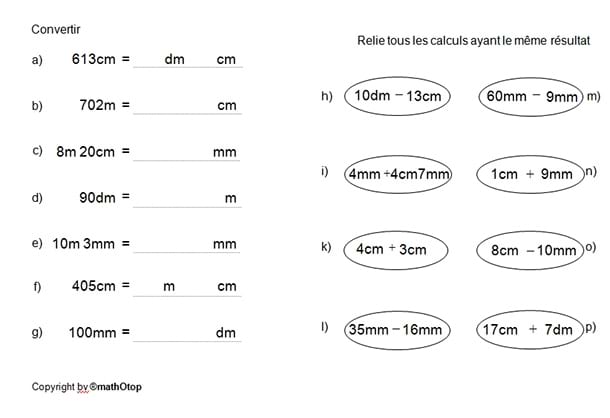 Convertir
a) 613cm = dm cm
b) 702m = cm
c) 8m 20cm = mm
d) 90dm = m
e) 10m 3mm = mm
f) 405cm = m cm
g) 100mm = dm
Relie tous les calculs ayant le même résultat
h) 10dm − 13cm 60mm − 9mm m)
i) 4mm +4cm7mm 1cm + 9mm n)
k) 4cm + 3cm 8cm − 10mm o)
l) 35mm − 16mm 17cm + 7dm p)
Copyright by ©mathOtop